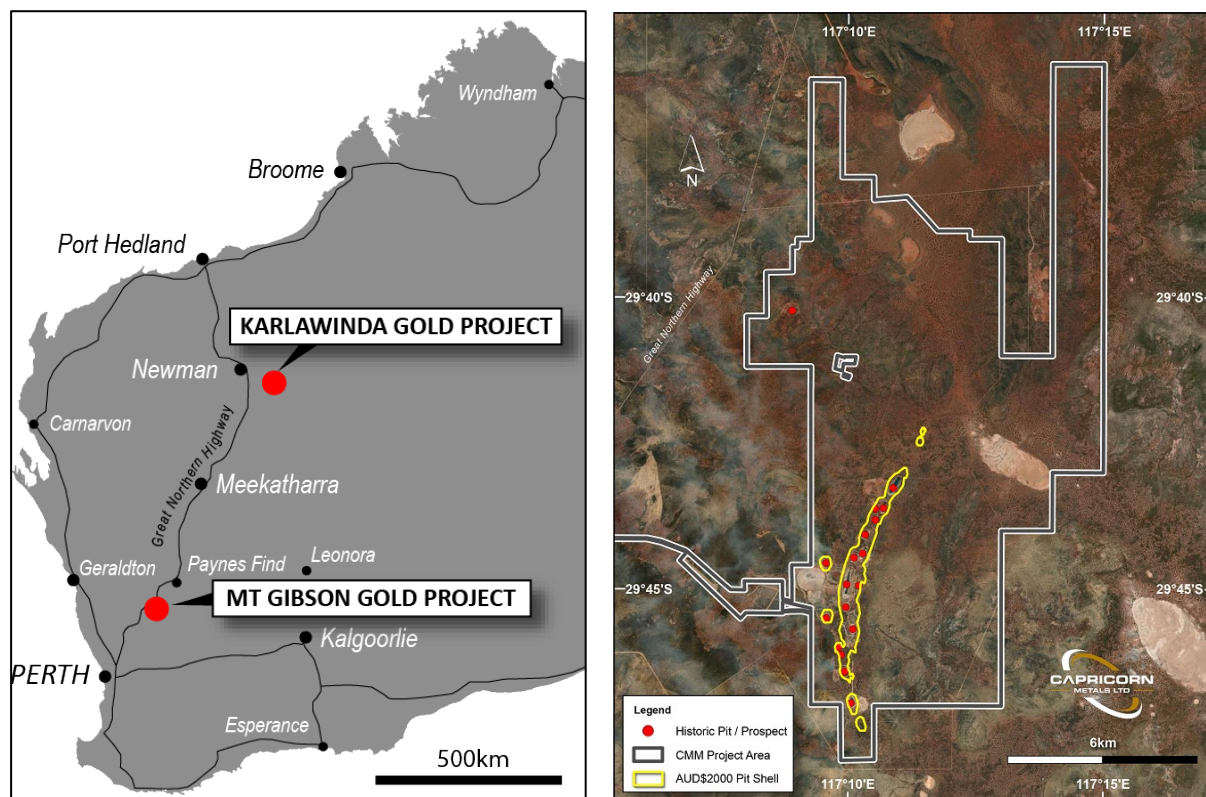 Wyndham
Broome
Port Hedland
KARLAWINDA GOLD PROJECT
Newman
Carnarvon
Great Northern Highway
Meekatharra
Geraldton
Paynes Find
Leonora
MT GIBSON GOLD PROJECT
Kalgoorlie
PERTH
Esperance
500km
117°10'E
117°15'E
N
29°40'S
29°40'S
Great Northern Highway
29°45'S
29°45'S
CAPRICORN
METALS LTD
Legend
Historic Pit / Prospect
CMM Project Area
AUD$2000 Pit Shell
6km
117°10'E
117°15'E